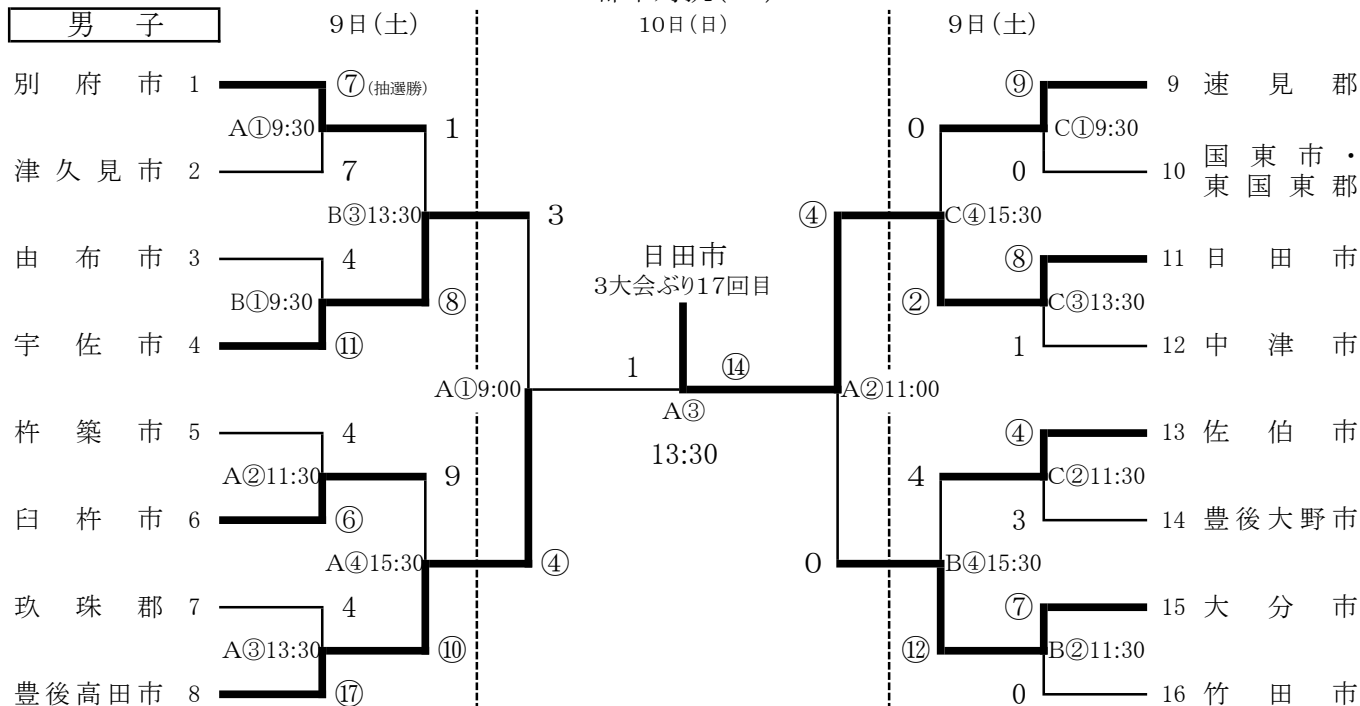 男子
9日(土)
10日(日)
9日(土)
別府市 1
⑦(抽選勝)
A①9:30
1
津久見市 2
7
B③13:30
3
由布市 3
4
B①9:30
⑧
宇佐市 4
⑪
A①9:00
杵築市 5
4
A②11:30
9
臼杵市 6
⑥
A④15:30
④
玖珠郡 7
4
A③13:30
⑩
豊後高田市 8
⑰
日田市
3大会ぶり17回目
1
⑭
A③
13:30
⑨
9 速見郡
0
C①9:30
0
10 国東市・
東国東郡
④
C④15:30
⑧
11 日田市
②
C③13:30
1
12 中津市
A②11:00
④
13 佐伯市
4
C②11:30
3
14 豊後大野市
0
B④15:30
⑦
15 大分市
⑫
B②11:30
0
16 竹田市